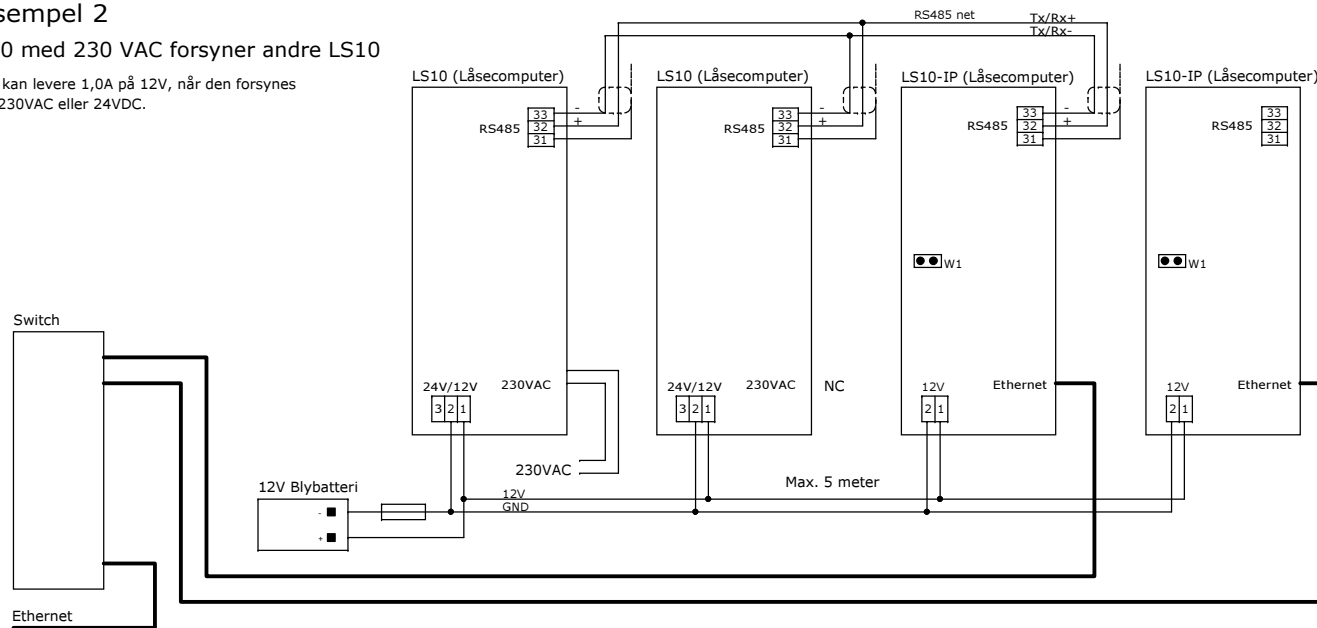 sempel 2
0 med 230 VAC forsyner andre LS10
kan levere 1,0A på 12V, når den forsynes
230VAC eller 24VDC.
RS485 net
Tx/Rx+
Tx/Rx-
LS10 (Låsecomputer)
LS10 (Låsecomputer)
LS10-IP (Låsecomputer)
LS10-IP (Låsecomputer)
RS485
33
32
31
-
+
RS485
33
32
31
-
+
RS485
33
32
31
-
+
RS485
33
32
31
W1
W1
Switch
24V/12V
230VAC
3 2 1
24V/12V
230VAC
NC
3 2 1
12V
Ethernet
2 1
12V
Ethernet
2 1
230VAC
Max. 5 meter
12V Blybatteri
12V
GND
-
+
Ethernet